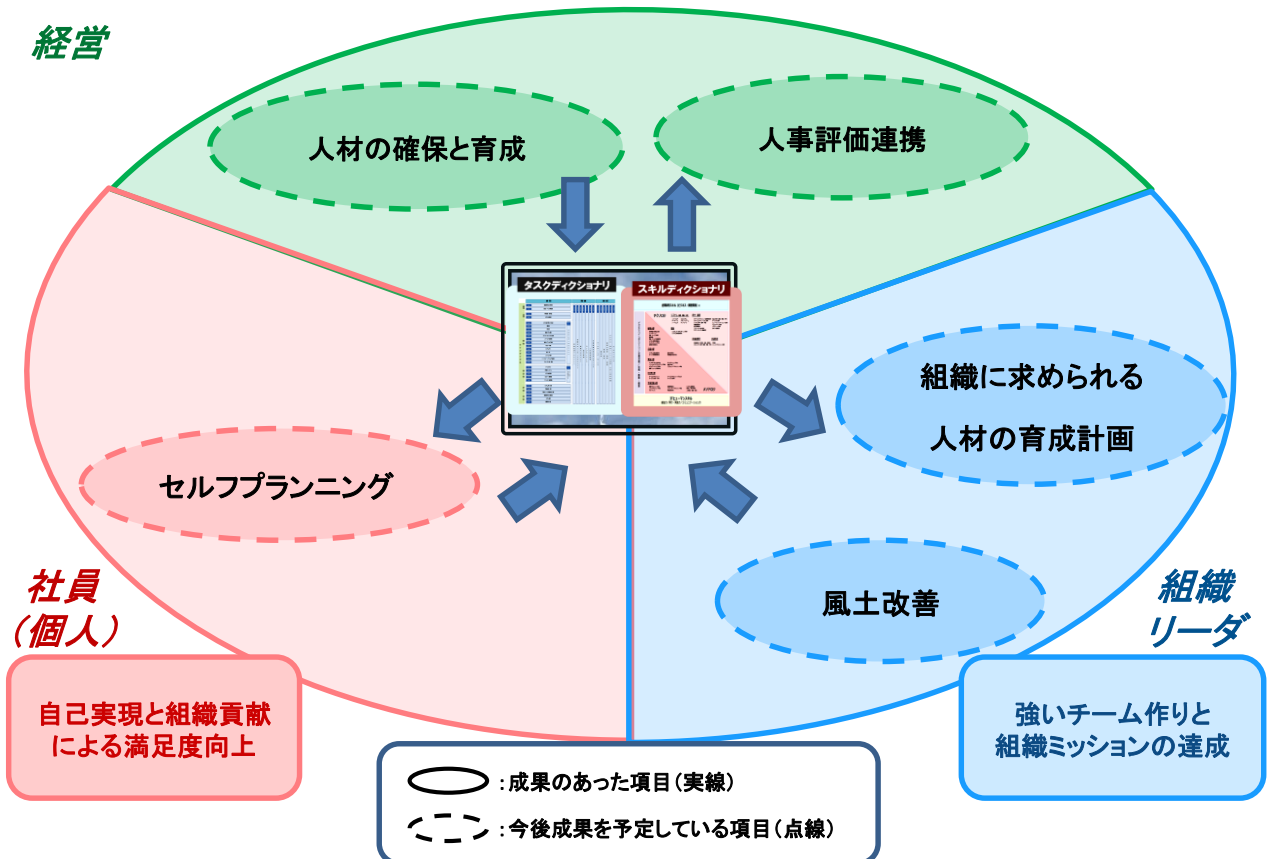 経営
人材の確保と育成
人事評価連携
タスクディクショナリ
スキルディクショナリ
組織に求められる
人材の育成計画
セルフプランニング
風土改善
社員
（個人）
組織
リーダ
自己実現と組織貢献
による満足度向上
強いチーム作りと
組織ミッションの達成
：成果のあった項目（実線）
：今後成果を予定している項目（点線）